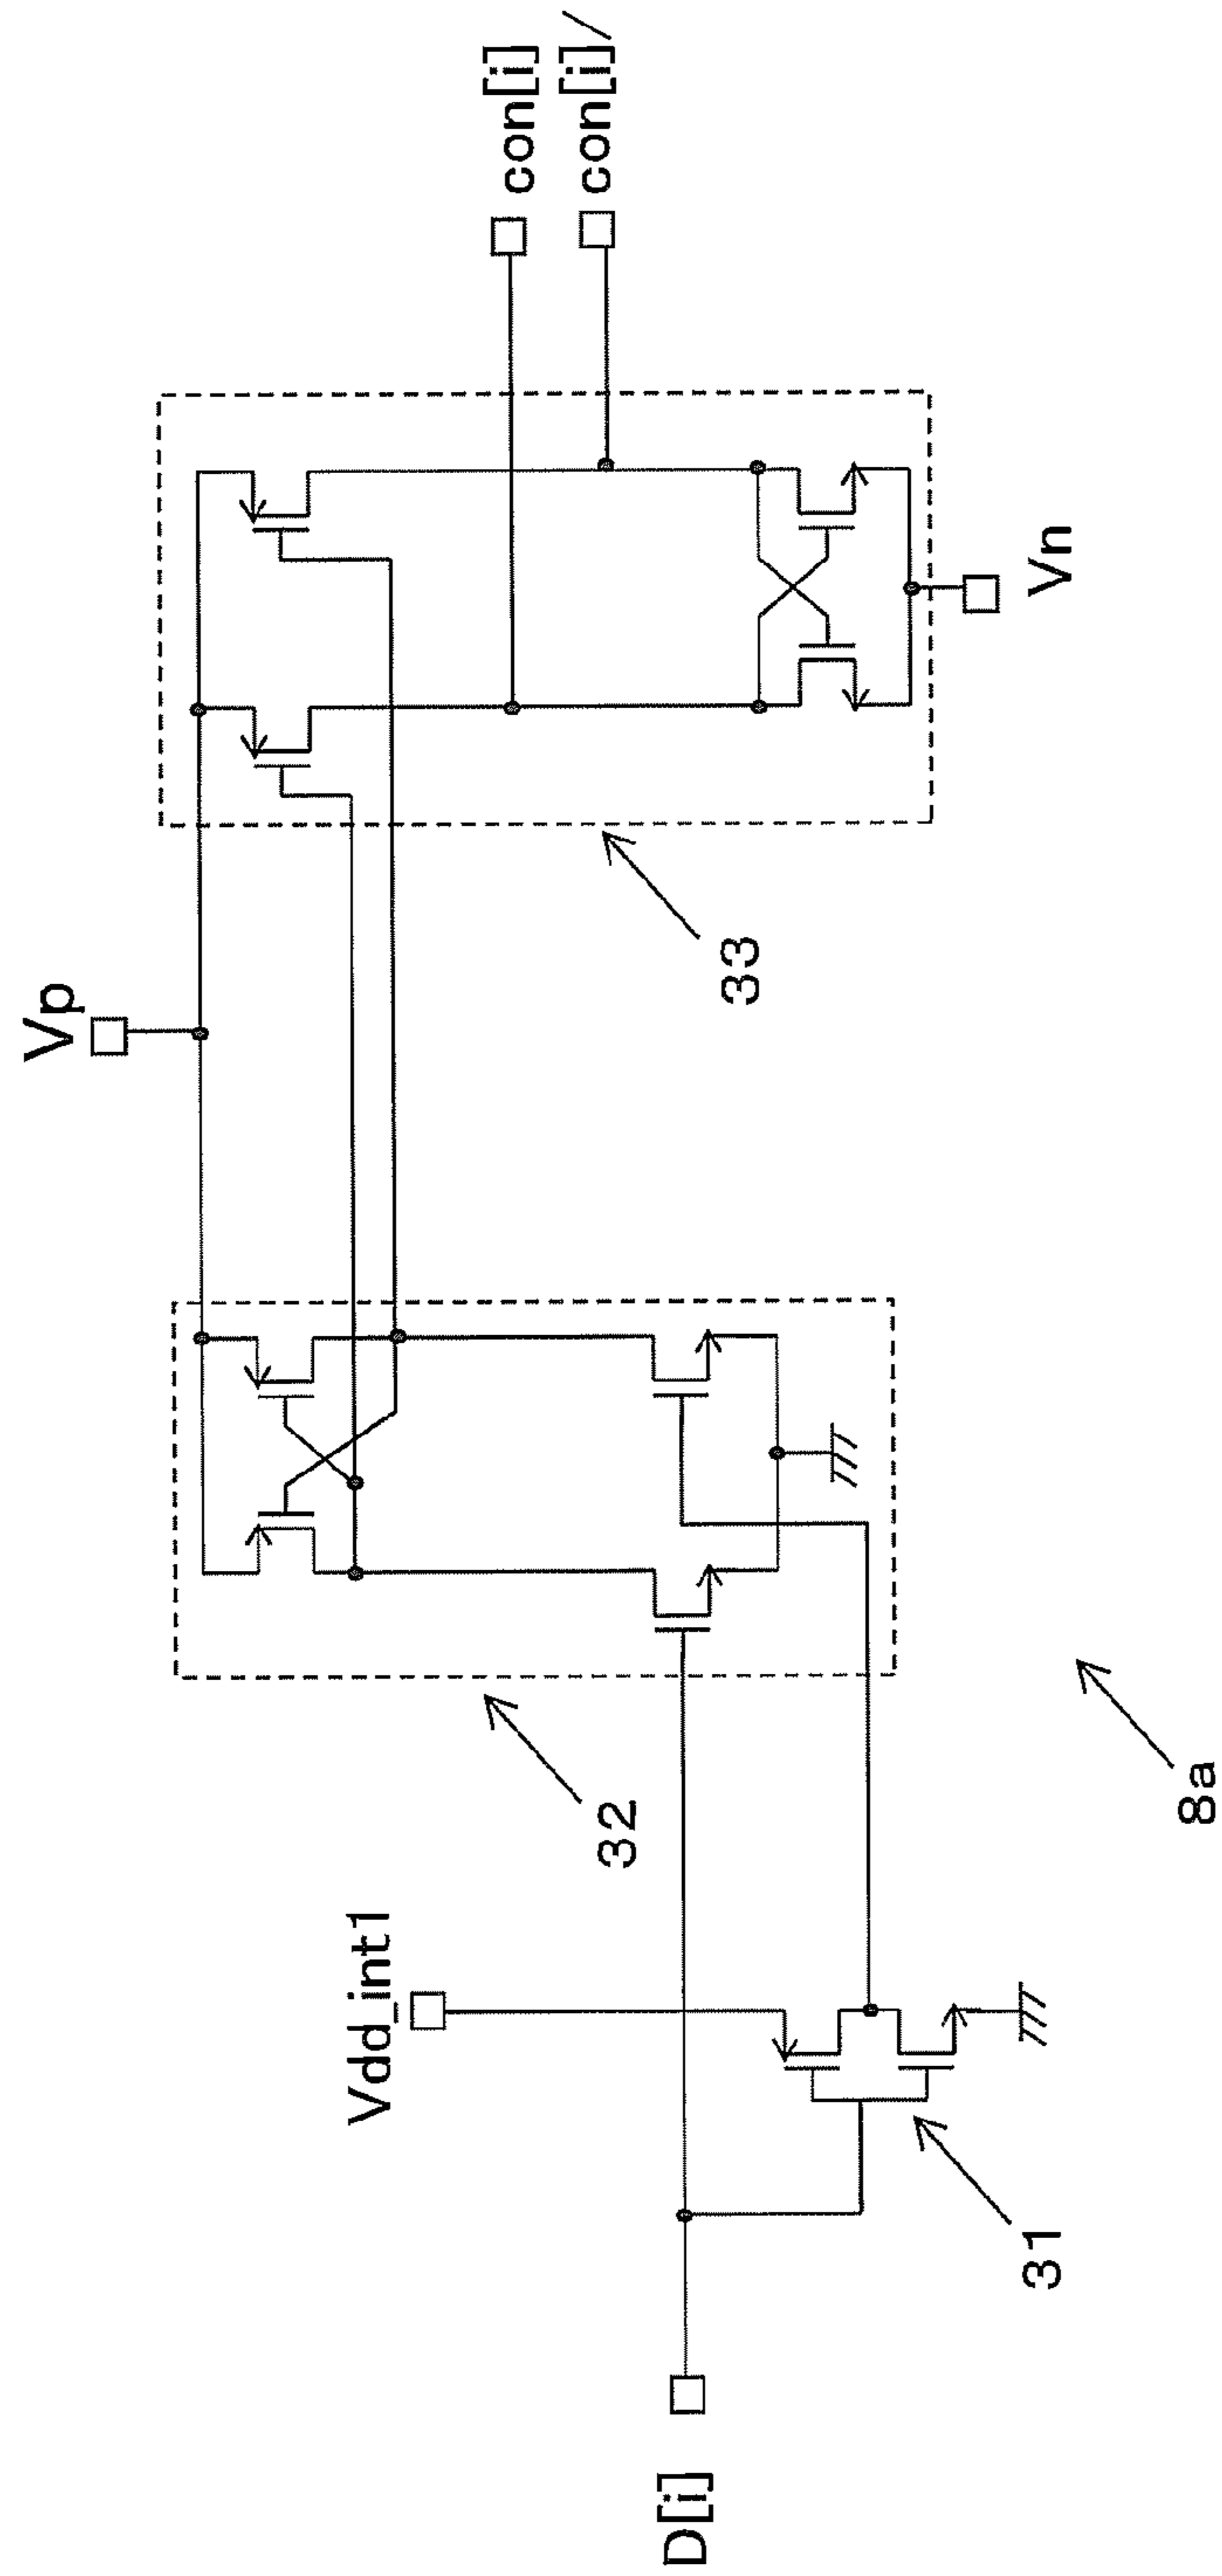 Vp
Vdd_int1
con[i]
con[i]/
D[i]
32
33
31
Vn
8a